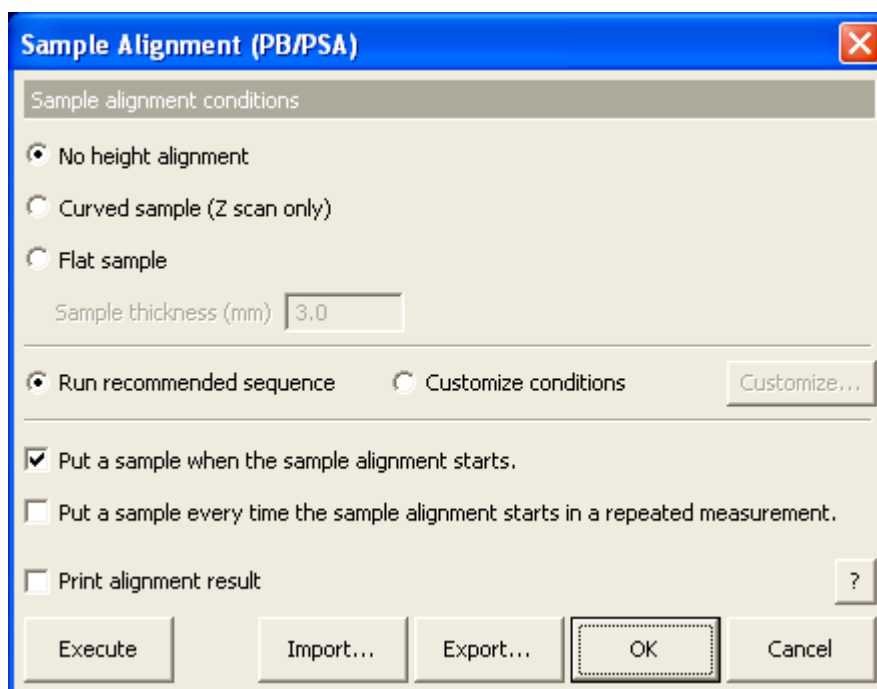 Sample Alignment (PB/PSA)
Sample alignment conditions
No height alignment
Curved sample (Z scan only)
Flat sample
Sample thickness (mm) 3.0
Run recommended sequence Customize conditions Customize...
Put a sample when the sample alignment starts.
Put a sample every time the sample alignment starts in a repeated measurement.
Print alignment result ?
Execute Import... Export... OK Cancel